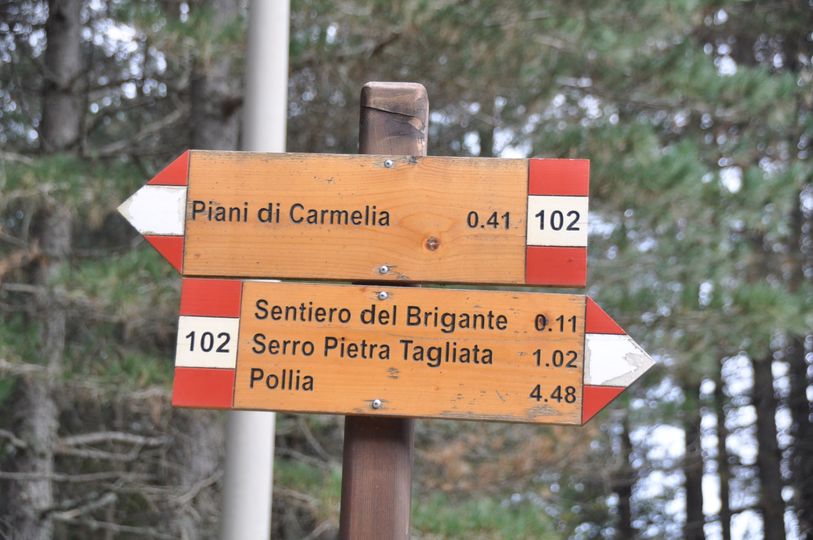 Piani di Carmelia 0.41 102
102 Sentiero del Brigante 0.11
Serro Pietra Tagliata 1.02
Pollia 4.48